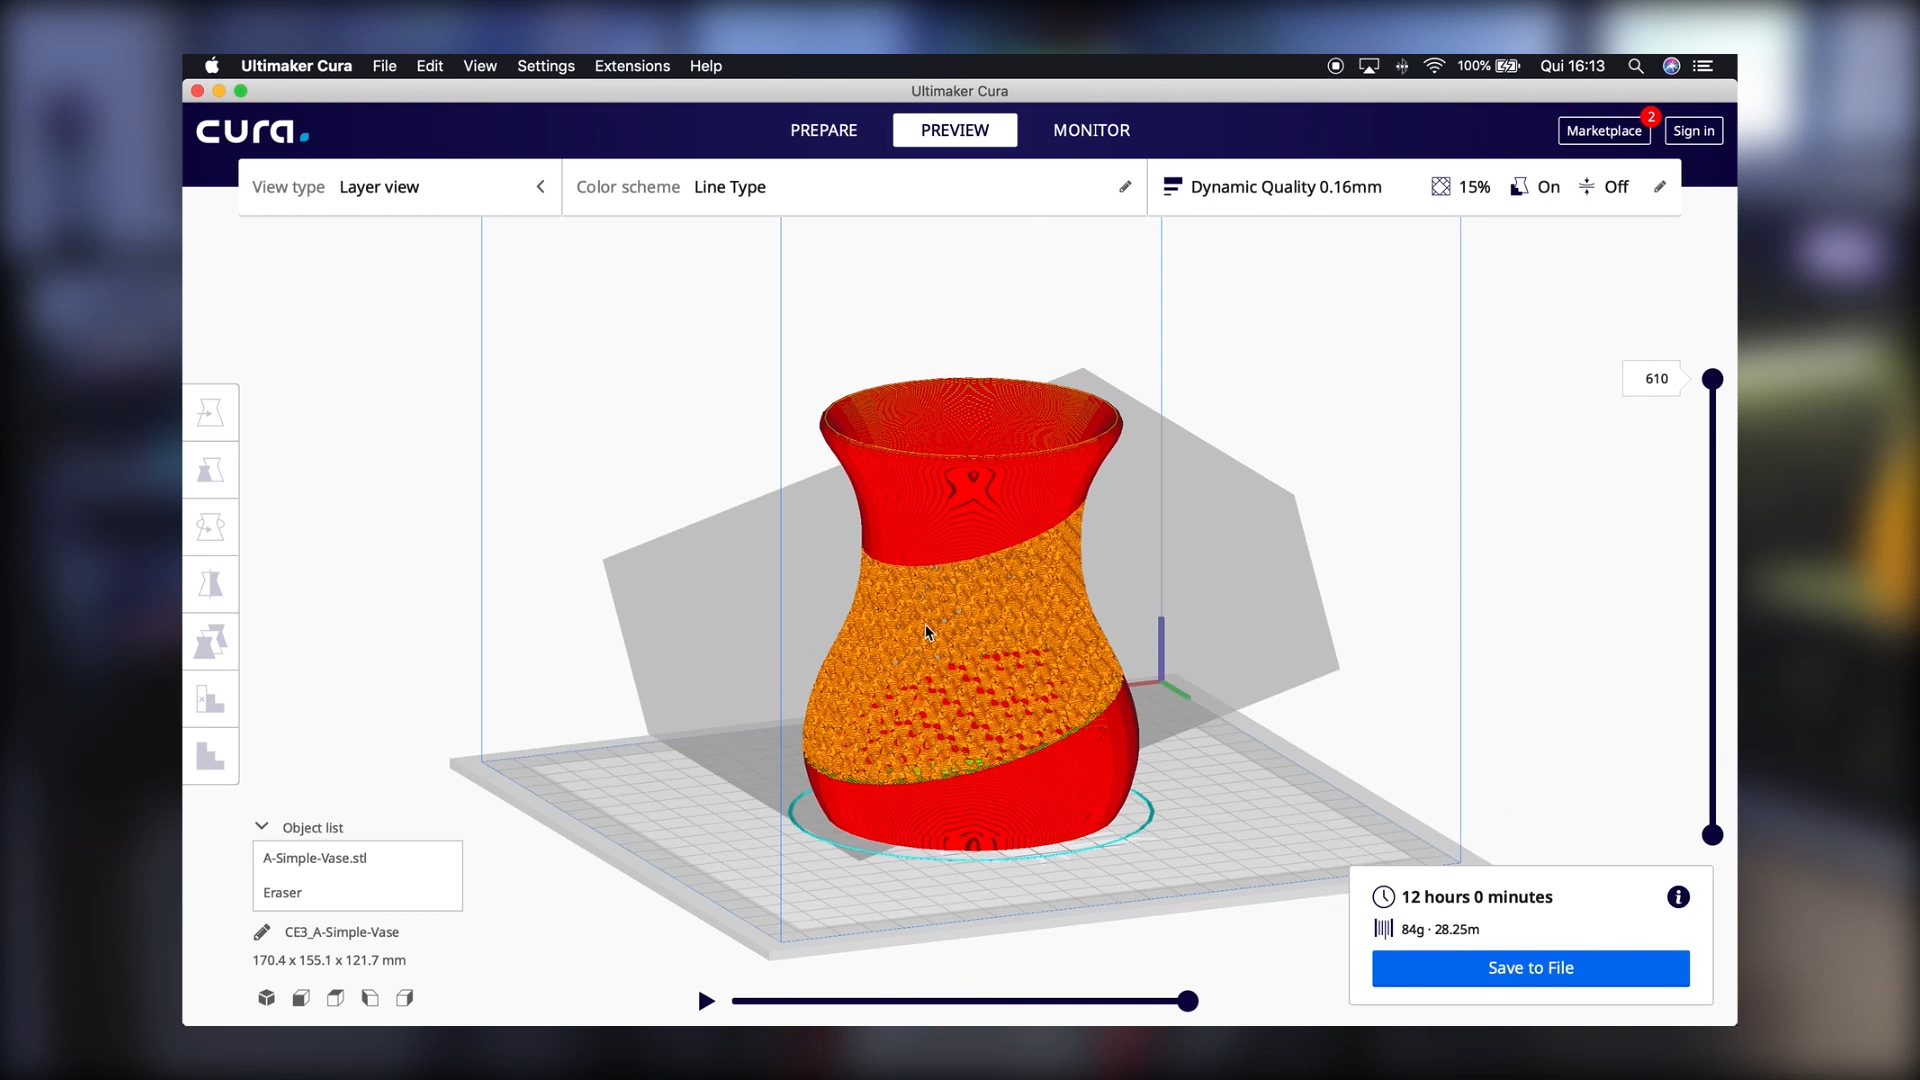 Ultimaker Cura File Edit View Settings Extensions Help 100% Qui 16:13
Ultimaker Cura
cura.
PREPARE PREVIEW MONITOR
Marketplace 2 Sign in
View type Layer view Color scheme Line Type Dynamic Quality 0.16mm 15% On Off
610
Object list
A-Simple-Vase.stl
Eraser
CE3_A-Simple-Vase
170.4 x 155.1 x 121.7 mm
12 hours 0 minutes
84g · 28.25m
Save to File